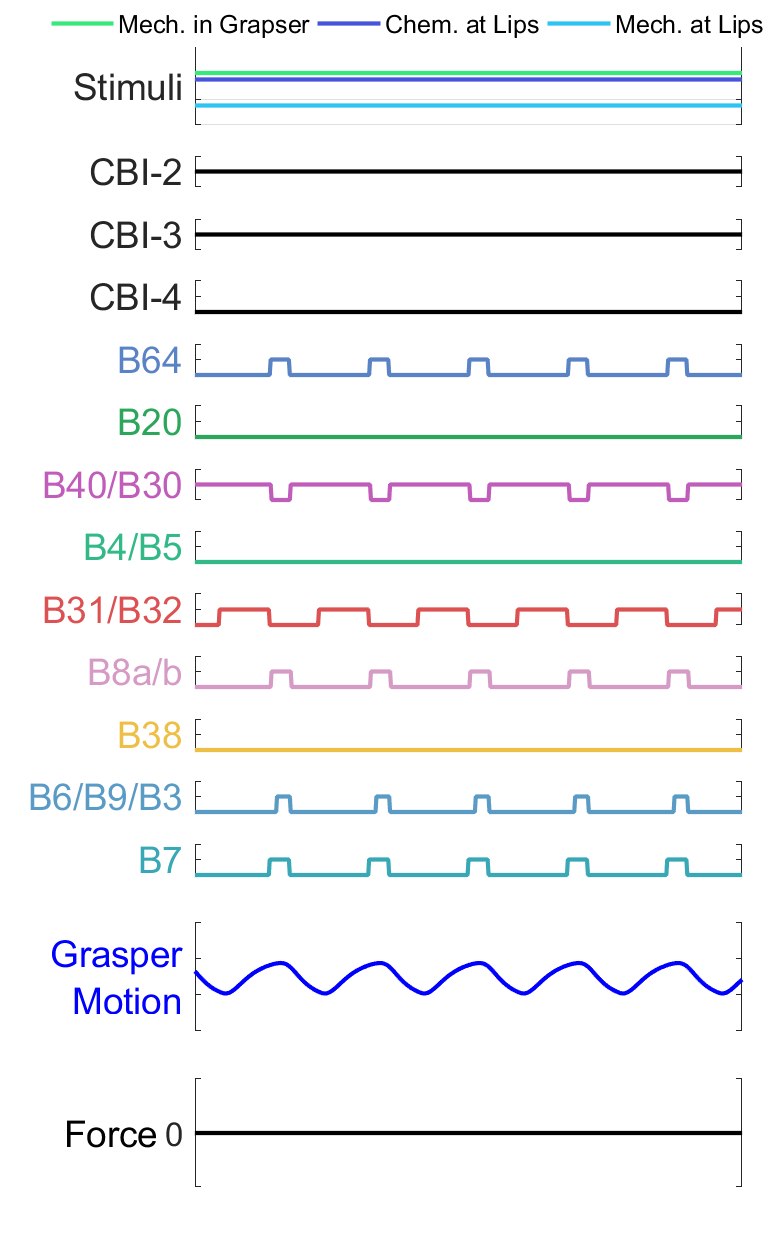 Mech. in Grapser Chem. at Lips Mech. at Lips
Stimuli
CBI-2
CBI-3
CBI-4
B64
B20
B40/B30
B4/B5
B31/B32
B8a/b
B38
B6/B9/B3
B7
Grasper
Motion
Force 0